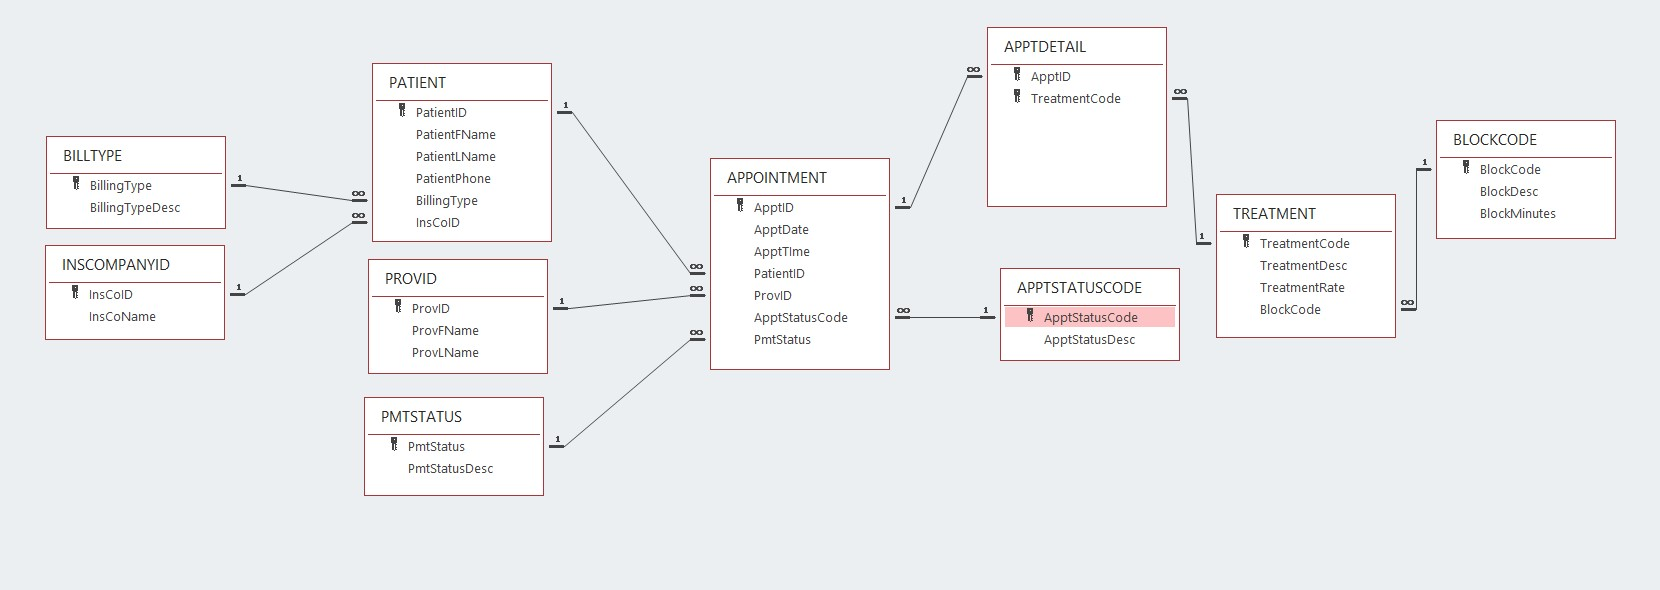 BILLTYPE
BillingType
BillingTypeDesc
INSCOMPANYID
InsCoID
InsCoName
PATIENT
PatientID
PatientFName
PatientLName
PatientPhone
BillingType
InsCoID
PROVID
ProvID
ProvFName
ProvLName
PMTSTATUS
PmtStatus
PmtStatusDesc
APPOINTMENT
ApptID
ApptDate
ApptTIme
PatientID
ProvID
ApptStatusCode
PmtStatus
APPTDETAIL
ApptID
TreatmentCode
APPTSTATUSCODE
ApptStatusCode
ApptStatusDesc
TREATMENT
TreatmentCode
TreatmentDesc
TreatmentRate
BlockCode
BLOCKCODE
BlockCode
BlockDesc
BlockMinutes
1
∞
1
∞
1
∞
1
∞
1
∞
1
∞
∞
1
∞
1
1
∞